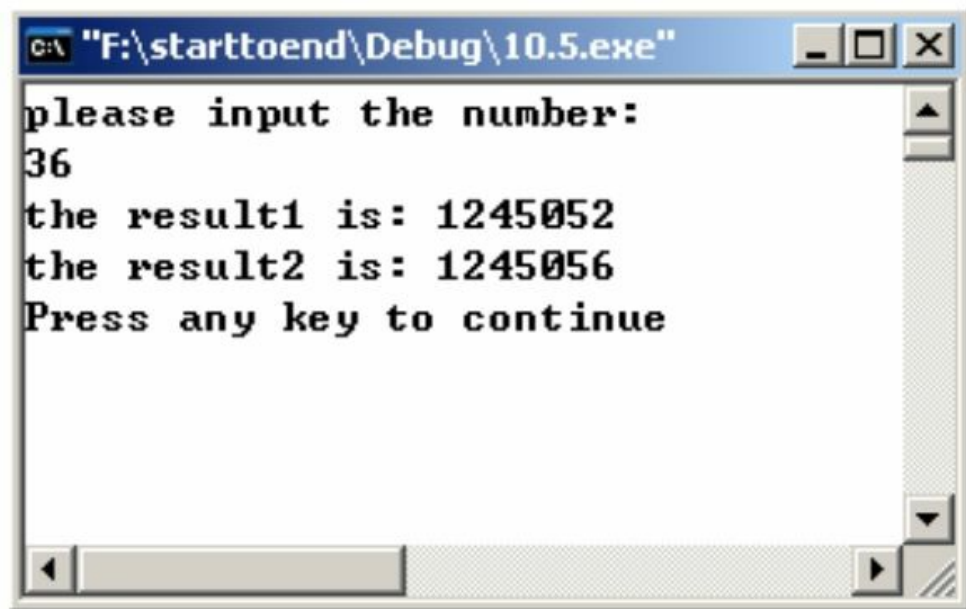 C:\ "F:\starttoend\Debug\10.5.exe"
please input the number:
36
the result1 is: 1245052
the result2 is: 1245056
Press any key to continue